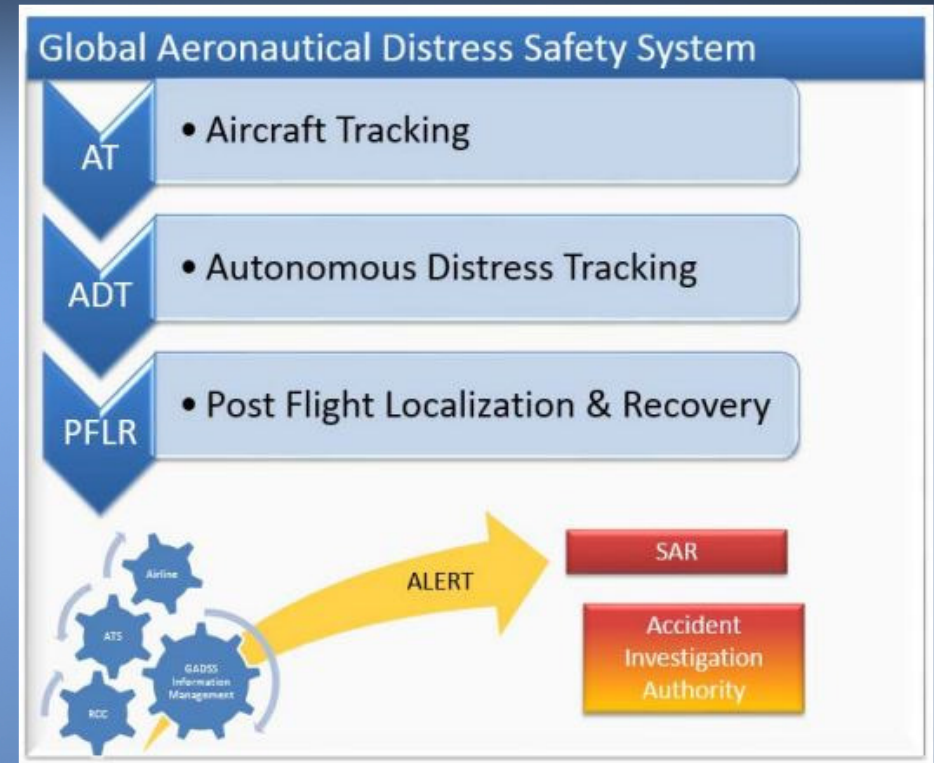 Global Aeronautical Distress Safety System
AT
• Aircraft Tracking
ADT
• Autonomous Distress Tracking
PFLR
• Post Flight Localization & Recovery
Airline
ATS
RCC
GADSS
Information
Management
ALERT
SAR
Accident
Investigation
Authority